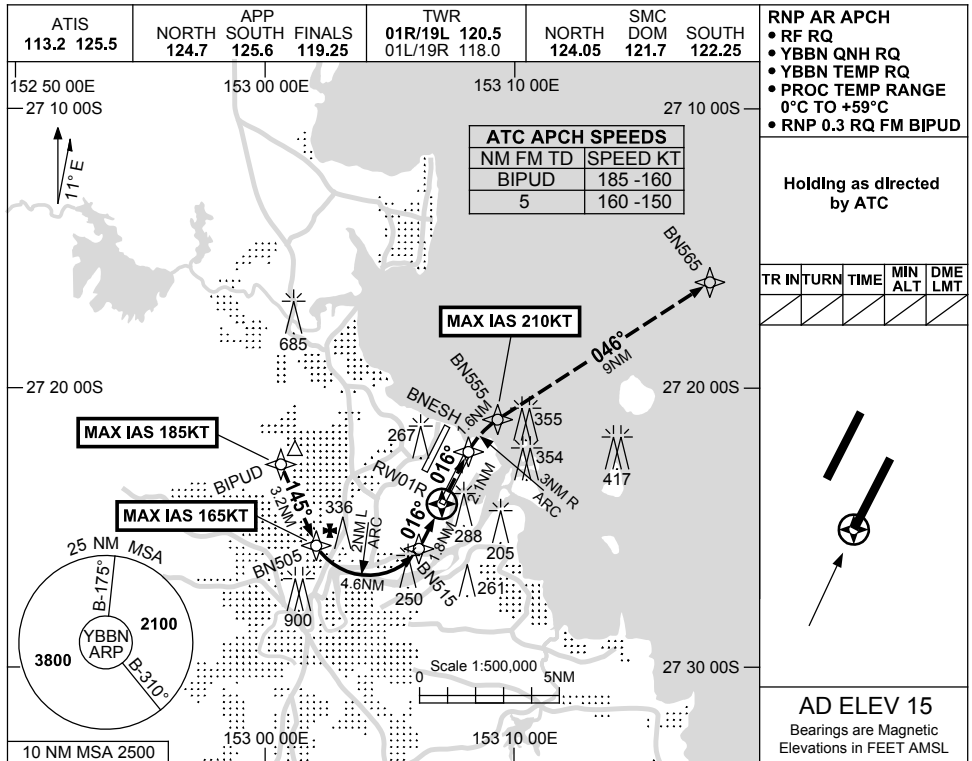 ATIS
113.2 125.5
APP
NORTH SOUTH FINALS
124.7 125.6 119.25
TWR
01R/19L 120.5
01L/19R 118.0
SMC
NORTH DOM SOUTH
124.05 121.7 122.25
RNP AR APCH
• RF RQ
• YBBN QNH RQ
• YBBN TEMP RQ
• PROC TEMP RANGE
0°C TO +59°C
• RNP 0.3 RQ FM BIPUD
Holding as directed
by ATC
TR IN TURN TIME MIN ALT DME LMT
152 50 00E
153 00 00E
153 10 00E
27 10 00S
27 10 00S
11° E
ATC APCH SPEEDS
NM FM TD SPEED KT
BIPUD 185 -160
5 160 -150
BN565
685
MAX IAS 210KT
046°
9NM
27 20 00S
27 20 00S
BN555
BNESH
1.6NM
355
267
354
417
MAX IAS 185KT
016°
RW01R
2.1NM
3NM R
ARC
BIPUD
145°
3.2NM
MAX IAS 165KT
336
2NM L
ARC
016°
1.8NM
288
205
BN505
4.6NM
BN515
250
261
900
25 NM MSA
B-175°
2100
YBBN
ARP
3800
B-310°
Scale 1:500,000
0 5NM
27 30 00S
153 00 00E
153 10 00E
10 NM MSA 2500
AD ELEV 15
Bearings are Magnetic
Elevations in FEET AMSL